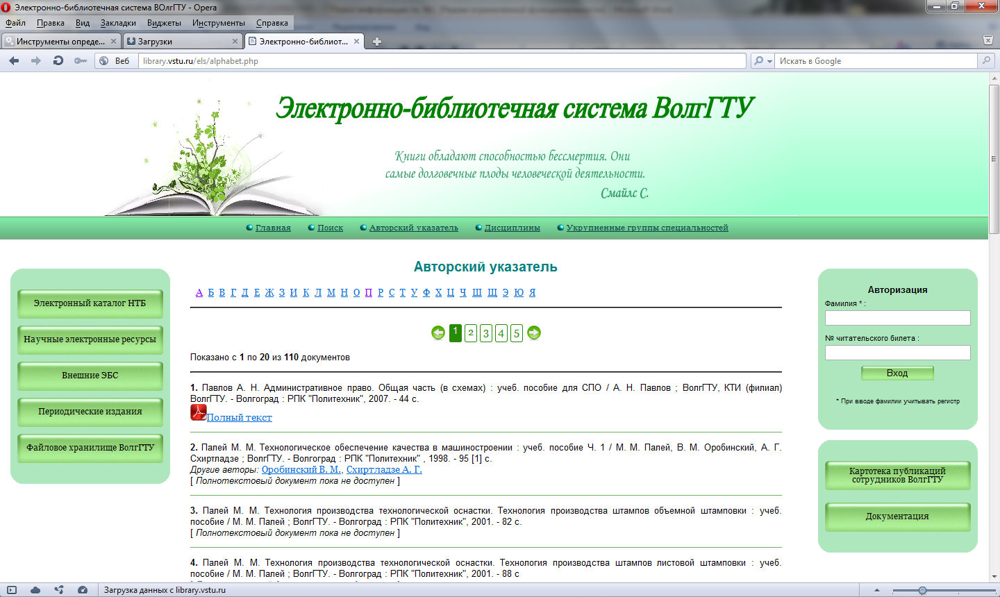 Электронно-библиотечная система ВОлгГТУ - Opera
Файл Правка Вид Закладки Виджеты Инструменты Справка
Инструменты опреде... Загрузки Электронно-библиот...
Веб library.vstu.ru/els/alphabet.php Искать в Google
Электронно-библиотечная система ВолгГТУ
Книги обладают способностью бессмертия. Они
самые долговечные плоды человеческой деятельности.
Смайлс С.
Главная Поиск Авторский указатель Дисциплины Укрупненные группы специальностей
Электронный каталог НТБ
Научные электронные ресурсы
Внешние ЭБС
Периодические издания
Файловое хранилище ВолгГТУ
Авторский указатель
А Б В Г Д Е Ж З И К Л М Н О П Р С Т У Ф Х Ц Ч Ш Щ Э Ю Я
1 2 3 4 5
Показано с 1 по 20 из 110 документов
1. Павлов А. Н. Административное право. Общая часть (в схемах) : учеб. пособие для СПО / А. Н. Павлов ; ВолгГТУ, КТИ (филиал)
ВолгГТУ. - Волгоград : РПК "Политехник", 2007. - 44 с.
Полный текст
2. Палей М. М. Технологическое обеспечение качества в машиностроении : учеб. пособие Ч. 1 / М. М. Палей, В. М. Оробинский, А. Г.
Схиртладзе ; ВолгГТУ. - Волгоград : РПК "Политехник" , 1998. - 95 [1] с.
Другие авторы: Оробинский В. М., Схиртладзе А. Г.
[ Полнотекстовый документ пока не доступен ]
3. Палей М. М. Технология производства технологической оснастки. Технология производства штампов объемной штамповки : учеб.
пособие / М. М. Палей ; ВолгГТУ. - Волгоград : РПК "Политехник", 2001. - 82 с.
[ Полнотекстовый документ пока не доступен ]
4. Палей М. М. Технология производства технологической оснастки. Технология производства штампов листовой штамповки : учеб.
пособие / М. М. Палей ; ВолгГТУ. - Волгоград : РПК "Политехник", 2001. - 88 с
Авторизация
Фамилия * :
№ читательского билета :
Вход
* При вводе фамилии учитывать регистр
Картотека публикаций
сотрудников ВолгГТУ
Документация
Загрузка данных с library.vstu.ru